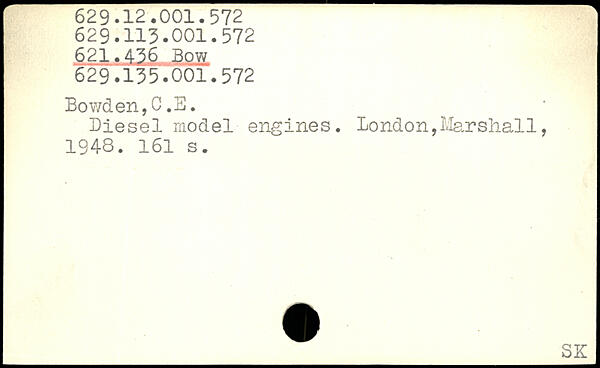 629.12.001.572
629.113.001.572
621.436 Bow
629.135.001.572
Bowden,C.E.
Diesel model engines. London,Marshall,
1948. 161 s.
SK